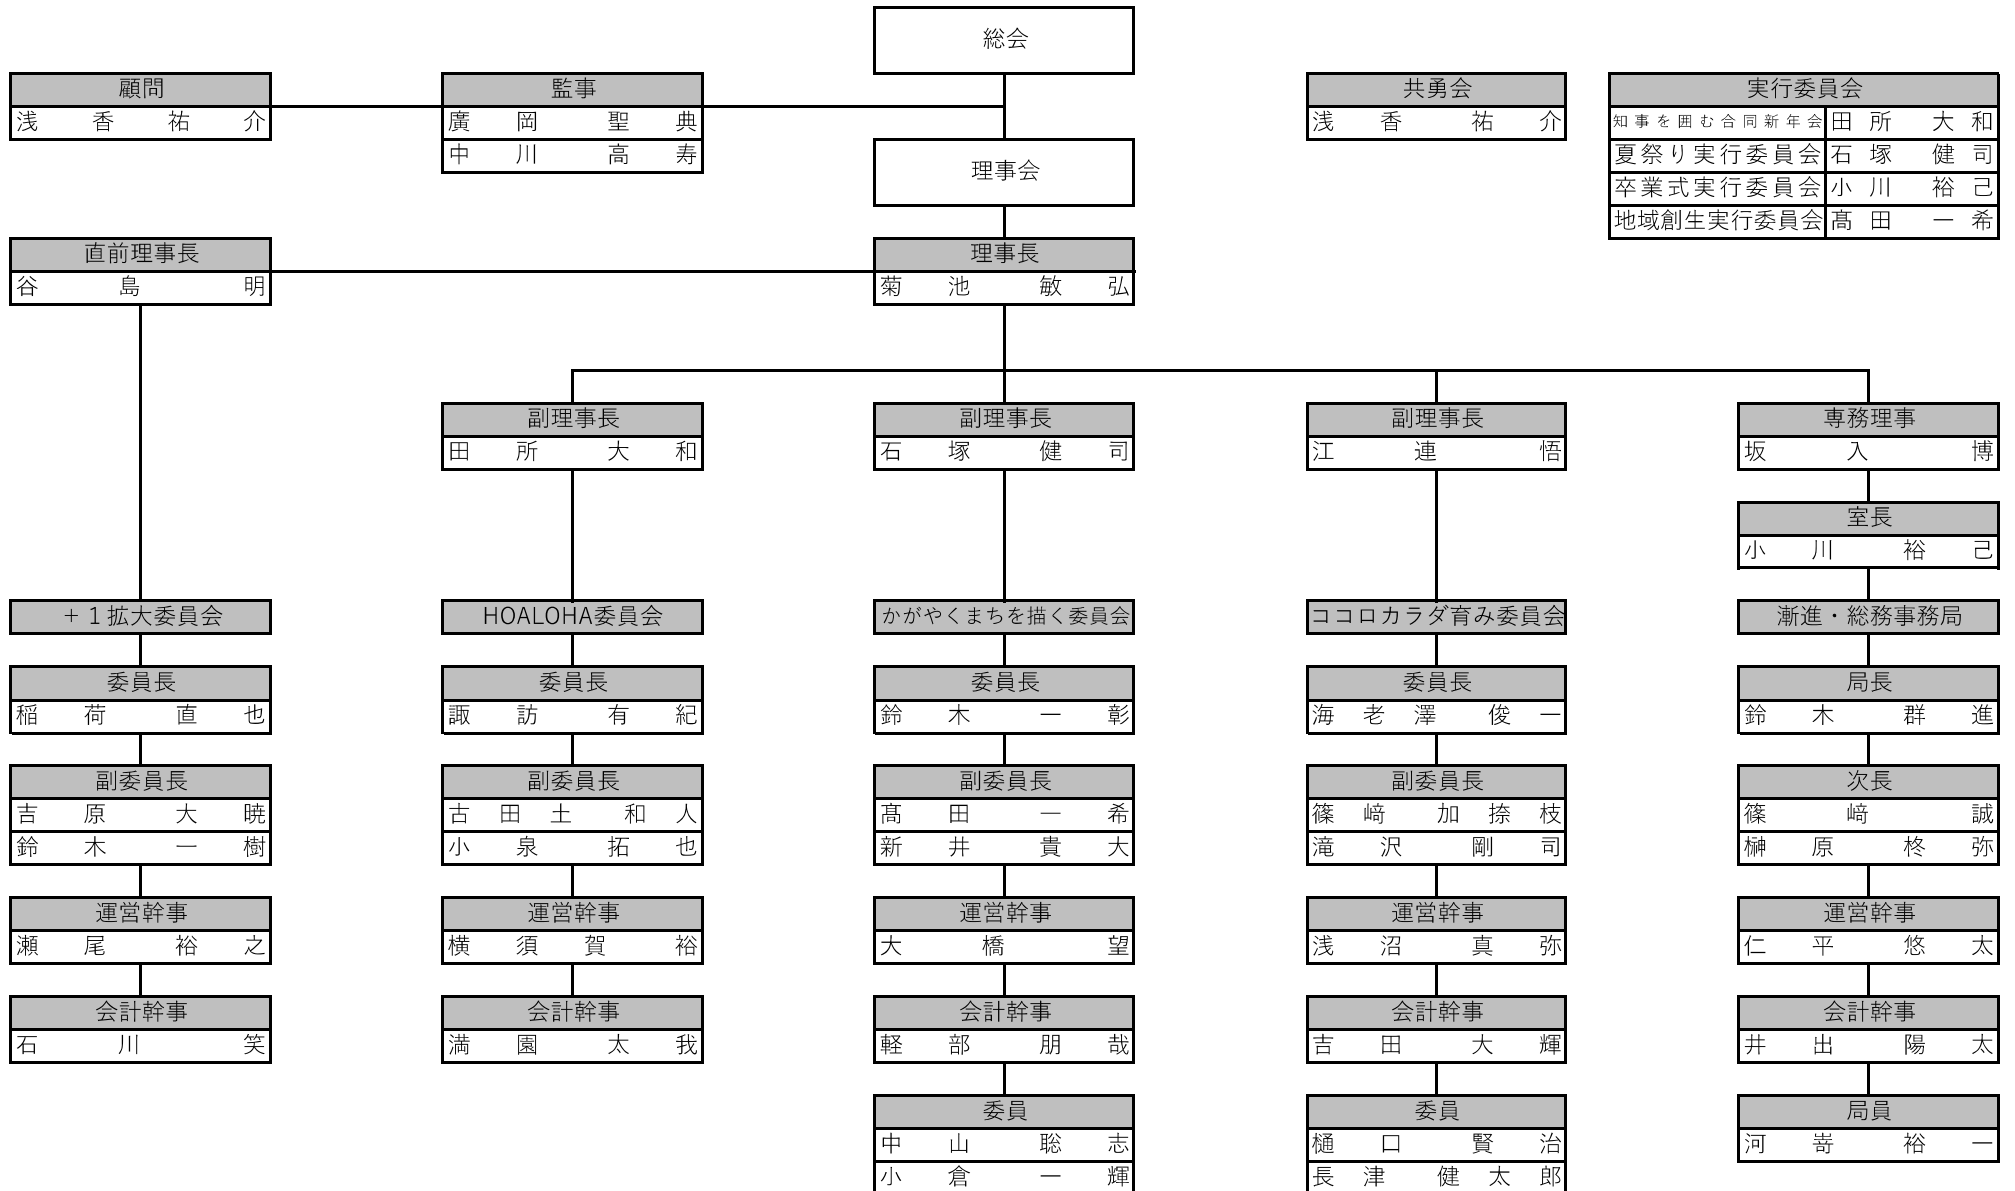 総会
顧問
浅香 祐介
監事
廣岡 聖典
中川 高寿
共勇会
浅香 祐介
実行委員会
知事を囲む合同新年会 田所 大和
夏祭り実行委員会 石塚 健司
卒業式実行委員会 小川 裕己
地域創生実行委員会 髙田 一希
理事会
直前理事長
谷島 明
理事長
菊池 敏弘
副理事長
田所 大和
副理事長
石塚 健司
副理事長
江連 悟
専務理事
坂入 博
室長
小川 裕己
+1拡大委員会
委員長
稲荷 直也
副委員長
吉原 大暁
鈴木 一樹
運営幹事
瀬尾 裕之
会計幹事
石川 笑
HOALOHA委員会
委員長
諏訪 有紀
副委員長
古田土 和人
小泉 拓也
運営幹事
横須賀 裕
会計幹事
満園 太我
かがやくまちを描く委員会
委員長
鈴木 一彰
副委員長
髙田 一希
新井 貴大
運営幹事
大橋 望
会計幹事
軽部 朋哉
委員
中山 聡志
小倉 一輝
ココロカラダ育み委員会
委員長
海老澤 俊一
副委員長
篠﨑 加捺枝
滝沢 剛司
運営幹事
浅沼 真弥
会計幹事
吉田 大輝
委員
樋口 賢治
長津 健太郎
漸進・総務事務局
局長
鈴木 群進
次長
篠﨑 誠
榊原 柊弥
運営幹事
仁平 悠太
会計幹事
井出 陽太
局員
河嵜 裕一